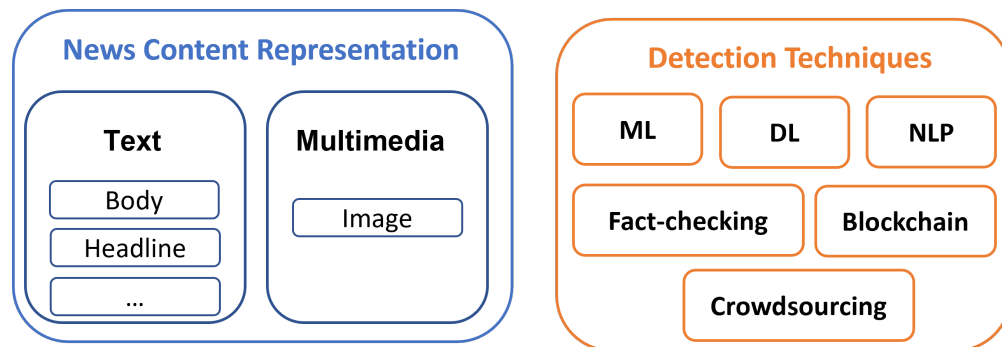 News Content Representation
Text
Body
Headline
...
Multimedia
Image
Detection Techniques
ML
DL
NLP
Fact-checking
Blockchain
Crowdsourcing